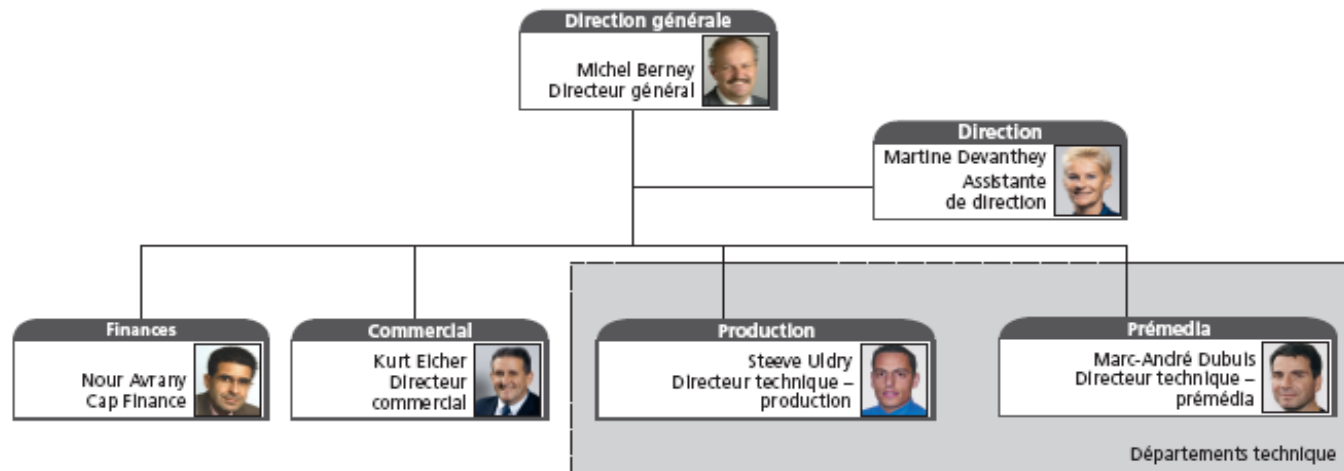 Direction générale
Michel Berney
Directeur général
Direction
Martine Devanthey
Assistante
de direction
Finances
Nour Avrany
Cap Finance
Commercial
Kurt Eicher
Directeur
commercial
Production
Steeve Uldry
Directeur technique –
production
Prémedia
Marc-André Dubuis
Directeur technique –
prémédia
Départements technique